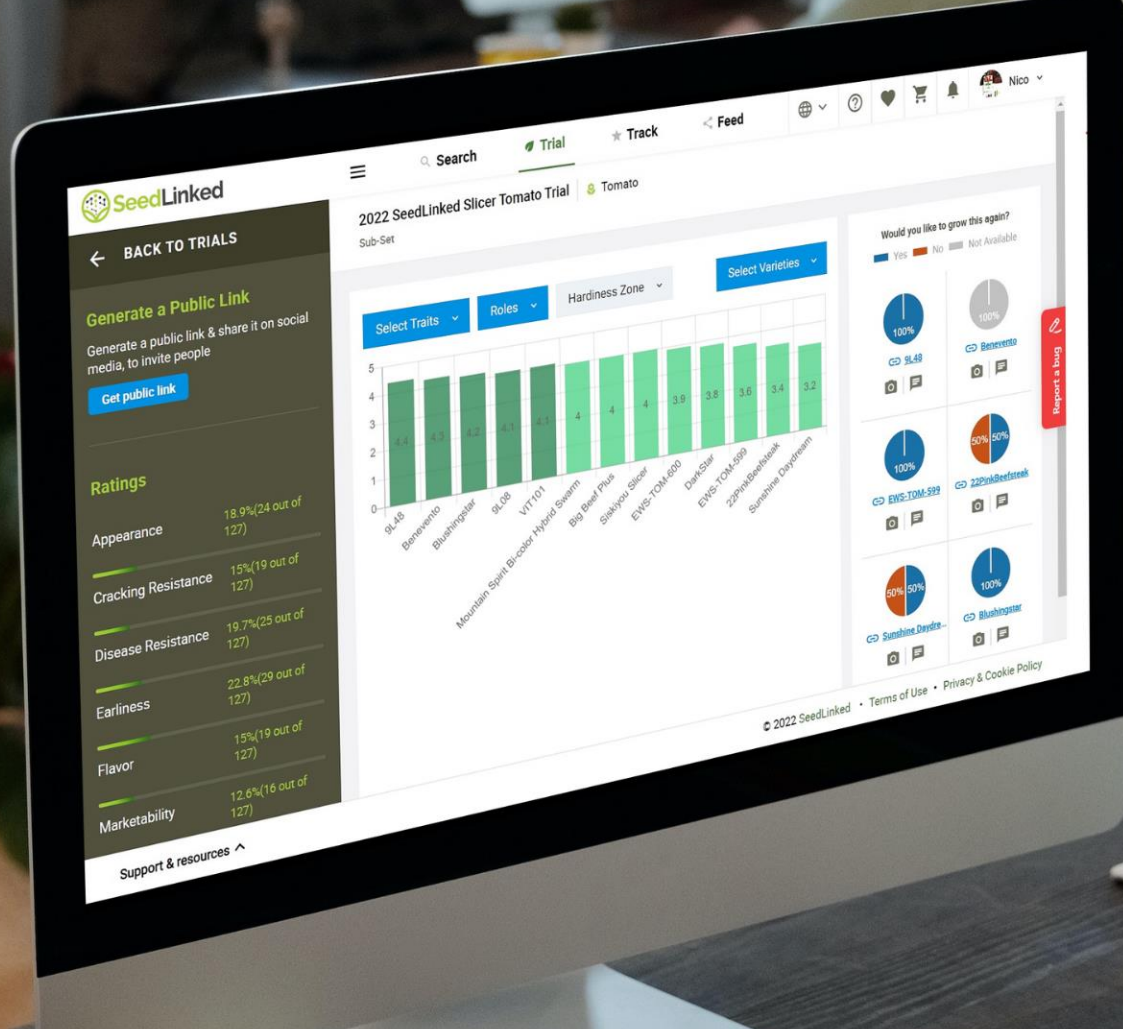 SeedLinked
Search
Trial
Track
Feed
Nico
BACK TO TRIALS
Generate a Public Link
Generate a public link & share it on social
media, to invite people
Get public link
Ratings
Appearance
18.9%(24 out of
127)
Cracking Resistance
15%(19 out of
127)
Disease Resistance
19.7%(25 out of
127)
Earliness
22.8%(29 out of
127)
Flavor
15%(19 out of
127)
Marketability
12.6%(16 out of
127)
Support & resources
2022 SeedLinked Slicer Tomato Trial
Tomato
Sub-Set
Select Traits
Roles
Hardiness Zone
Select Varieties
5
4
3
2
1
0
4.4
4.3
4.2
4.1
4.1
4
4
4
3.9
3.8
3.6
3.4
3.2
9L48
Benevento
Blushingstar
9L08
VIT101
Mountain Spirit Bi-color Hybrid Swarm
Big Beef Plus
Siskiyou Slicer
EWS-TOM-600
DarkStar
EWS-TOM-599
22PinkBeefsteak
Sunshine Daydream
Would you like to grow this again?
Yes
No
Not Available
100%
9L48
100%
Benevento
100%
EWS-TOM-599
50% 50%
22PinkBeefsteak
50% 50%
Sunshine Daydre...
100%
Blushingstar
Report a bug
© 2022 SeedLinked • Terms of Use • Privacy & Cookie Policy